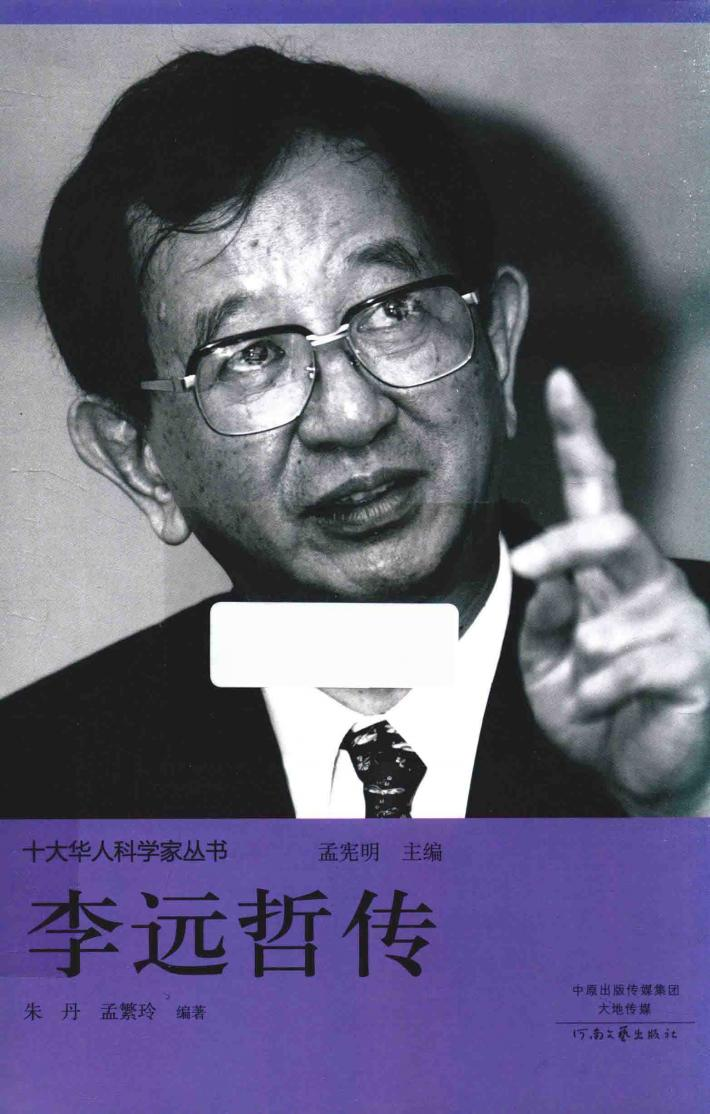 十大华人科学家丛书 孟宪明 主编
李远哲传
朱 丹 孟繁玲 编著
中原出版传媒集团
大地传媒
河南文艺出版社